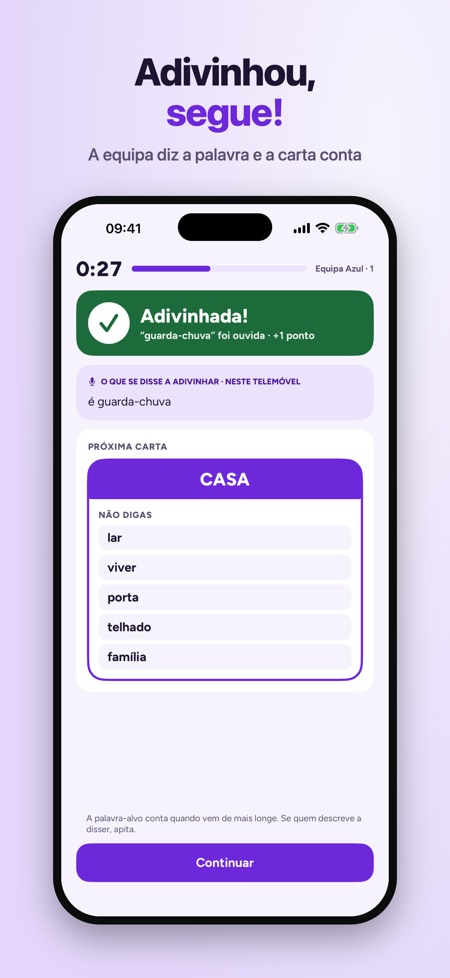 Adivinhou,
segue!
A equipa diz a palavra e a carta conta
09:41
0:27
Equipa Azul · 1
Adivinhada!
“guarda-chuva” foi ouvida · +1 ponto
O QUE SE DISSE A ADIVINHAR · NESTE TELEMÓVEL
é guarda-chuva
PRÓXIMA CARTA
CASA
NÃO DIGAS
lar
viver
porta
telhado
família
A palavra-alvo conta quando vem de mais longe. Se quem descreve a
disser, apita.
Continuar